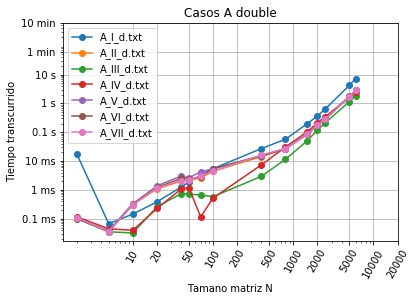 Casos A double
10 min
1 min
10 s
1 s
0.1 s
10 ms
1 ms
0.1 ms
Tiempo transcurrido
A_I_d.txt
A_II_d.txt
A_III_d.txt
A_IV_d.txt
A_V_d.txt
A_VI_d.txt
A_VII_d.txt
10
20
50
100
200
500
1000
2000
5000
10000
20000
Tamano matriz N